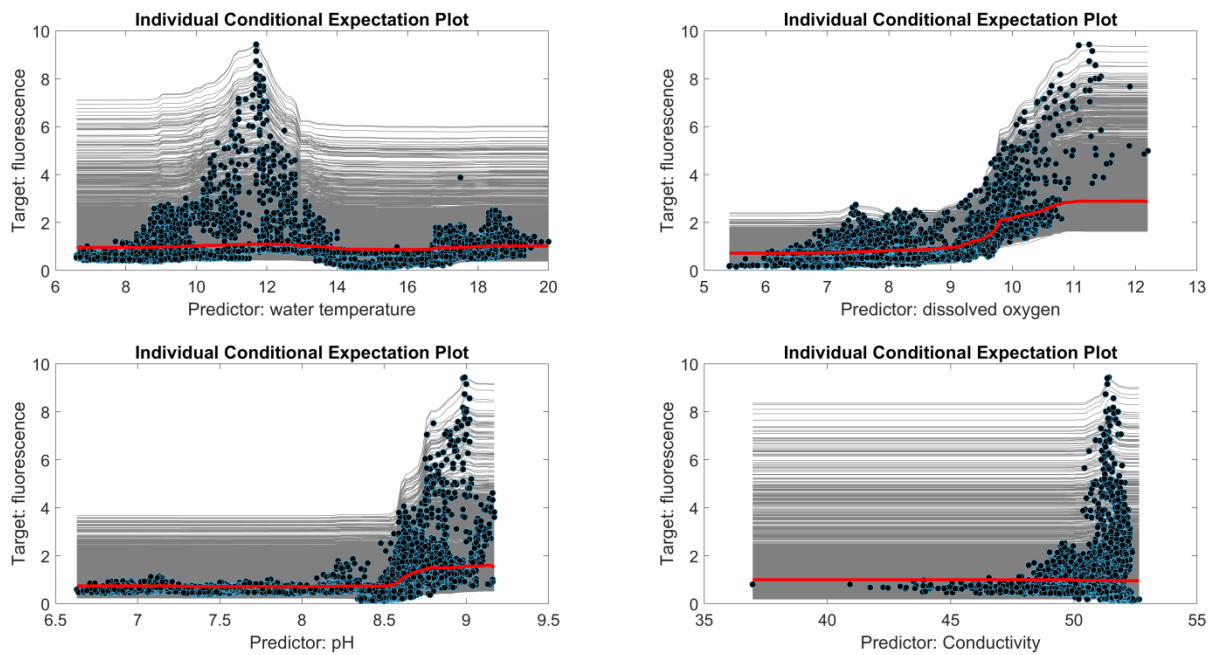 Individual Conditional Expectation Plot
10
8
6
4
2
0
Target: fluorescence
6 8 10 12 14 16 18 20
Predictor: water temperature
Individual Conditional Expectation Plot
10
8
6
4
2
0
Target: fluorescence
5 6 7 8 9 10 11 12 13
Predictor: dissolved oxygen
Individual Conditional Expectation Plot
10
8
6
4
2
0
Target: fluorescence
6.5 7 7.5 8 8.5 9 9.5
Predictor: pH
Individual Conditional Expectation Plot
10
8
6
4
2
0
Target: fluorescence
35 40 45 50 55
Predictor: Conductivity